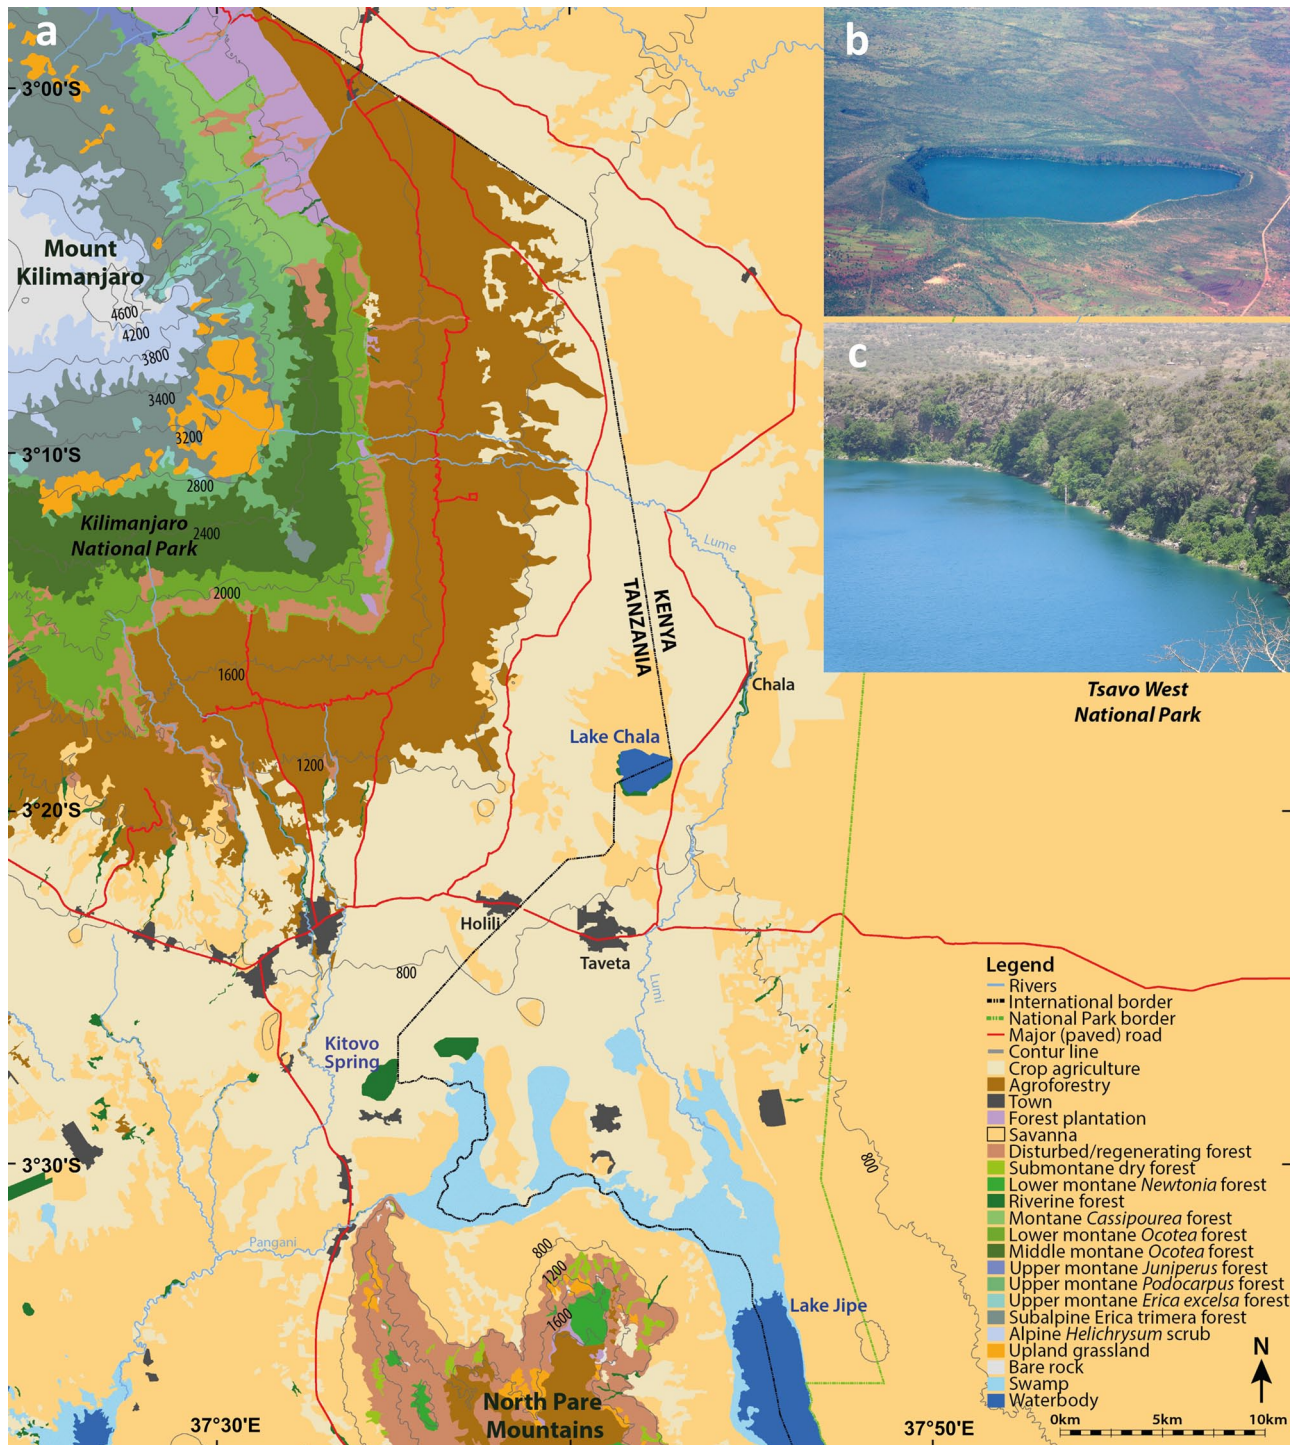 a
b
c
3°00'S
3°10'S
3°20'S
3°30'S
37°30'E
37°50'E
Mount
Kilimanjaro
4600
4200
3800
3400
3200
2800
2400
2000
1600
1200
800
Kilimanjaro
National Park
Lume
KENYA
TANZANIA
Chala
Lake Chala
Tsavo West
National Park
Holili
Taveta
Lumi
Kitovo
Spring
Pangani
800
1200
1600
800
Lake Jipe
North Pare
Mountains
Legend
Rivers
International border
National Park border
Major (paved) road
Contur line
Crop agriculture
Agroforestry
Town
Forest plantation
Savanna
Disturbed/regenerating forest
Submontane dry forest
Lower montane Newtonia forest
Riverine forest
Montane Cassipourea forest
Lower montane Ocotea forest
Middle montane Ocotea forest
Upper montane Juniperus forest
Upper montane Podocarpus forest
Upper montane Erica excelsa forest
Subalpine Erica trimera forest
Alpine Helichrysum scrub
Upland grassland
Bare rock
Swamp
Waterbody
N
0km 5km 10km